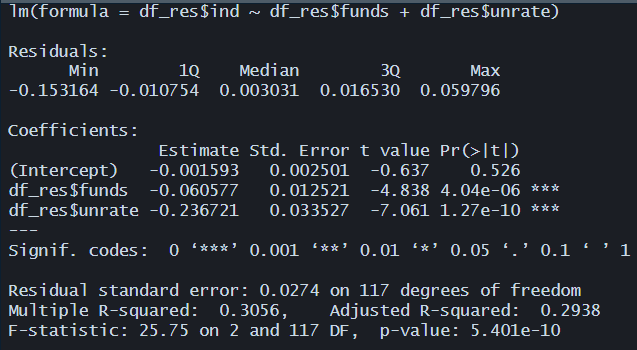 lm(formula = df_res$ind ~ df_res$funds + df_res$unrate)
Residuals:
Min 1Q Median 3Q Max
-0.153164 -0.010754 0.003031 0.016530 0.059796
Coefficients:
Estimate Std. Error t value Pr(>|t|)
(Intercept) -0.001593 0.002501 -0.637 0.526
df_res$funds -0.060577 0.012521 -4.838 4.04e-06 ***
df_res$unrate -0.236721 0.033527 -7.061 1.27e-10 ***
---
Signif. codes: 0 ‘***’ 0.001 ‘**’ 0.01 ‘*’ 0.05 ‘.’ 0.1 ‘ ’ 1
Residual standard error: 0.0274 on 117 degrees of freedom
Multiple R-squared: 0.3056, Adjusted R-squared: 0.2938
F-statistic: 25.75 on 2 and 117 DF, p-value: 5.401e-10